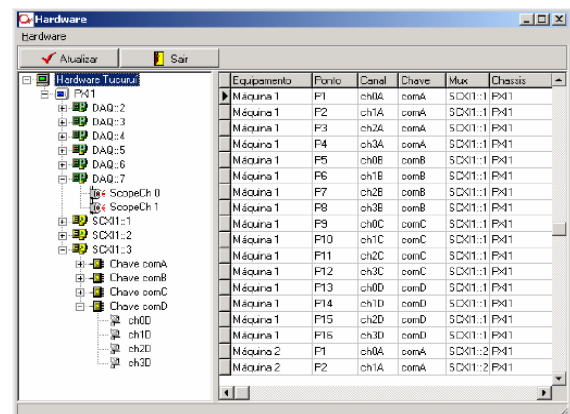 Hardware
Hardware
Atualizar Sair
Hardware Tucurui
PXI1
DAQ::2
DAQ::3
DAQ::4
DAQ::5
DAQ::6
DAQ::7
ScopeCh 0
ScopeCh 1
SCXI1::1
SCXI1::2
SCXI1::3
Chave comA
Chave comB
Chave comC
Chave comD
ch0D
ch1D
ch2D
ch3D
Equipamento Ponto Canal Chave Mux Chassis
Máquina 1 P1 ch0A comA SCXI1::1 PXI1
Máquina 1 P2 ch1A comA SCXI1::1 PXI1
Máquina 1 P3 ch2A comA SCXI1::1 PXI1
Máquina 1 P4 ch3A comA SCXI1::1 PXI1
Máquina 1 P5 ch0B comB SCXI1::1 PXI1
Máquina 1 P6 ch1B comB SCXI1::1 PXI1
Máquina 1 P7 ch2B comB SCXI1::1 PXI1
Máquina 1 P8 ch3B comB SCXI1::1 PXI1
Máquina 1 P9 ch0C comC SCXI1::1 PXI1
Máquina 1 P10 ch1C comC SCXI1::1 PXI1
Máquina 1 P11 ch2C comC SCXI1::1 PXI1
Máquina 1 P12 ch3C comC SCXI1::1 PXI1
Máquina 1 P13 ch0D comD SCXI1::1 PXI1
Máquina 1 P14 ch1D comD SCXI1::1 PXI1
Máquina 1 P15 ch2D comD SCXI1::1 PXI1
Máquina 1 P16 ch3D comD SCXI1::1 PXI1
Máquina 2 P1 ch0A comA SCXI1::2 PXI1
Máquina 2 P2 ch1A comA SCXI1::2 PXI1